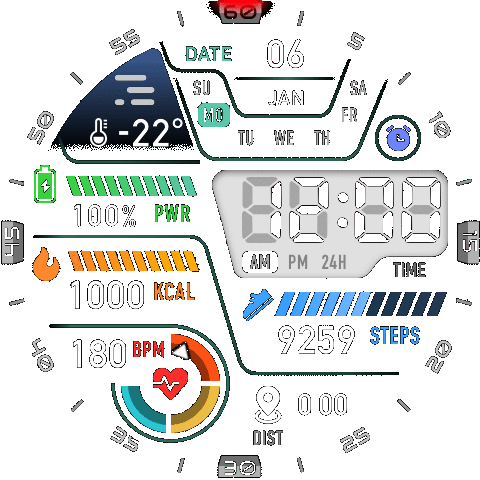 60
55
5
DATE 06
JAN
SU MO TU WE TH FR SA
50
10
-22°
100% PWR
AM PM 24H
TIME
45
15
1000 KCAL
9259 STEPS
40
20
180 BPM
0.00
DIST
35
25
30